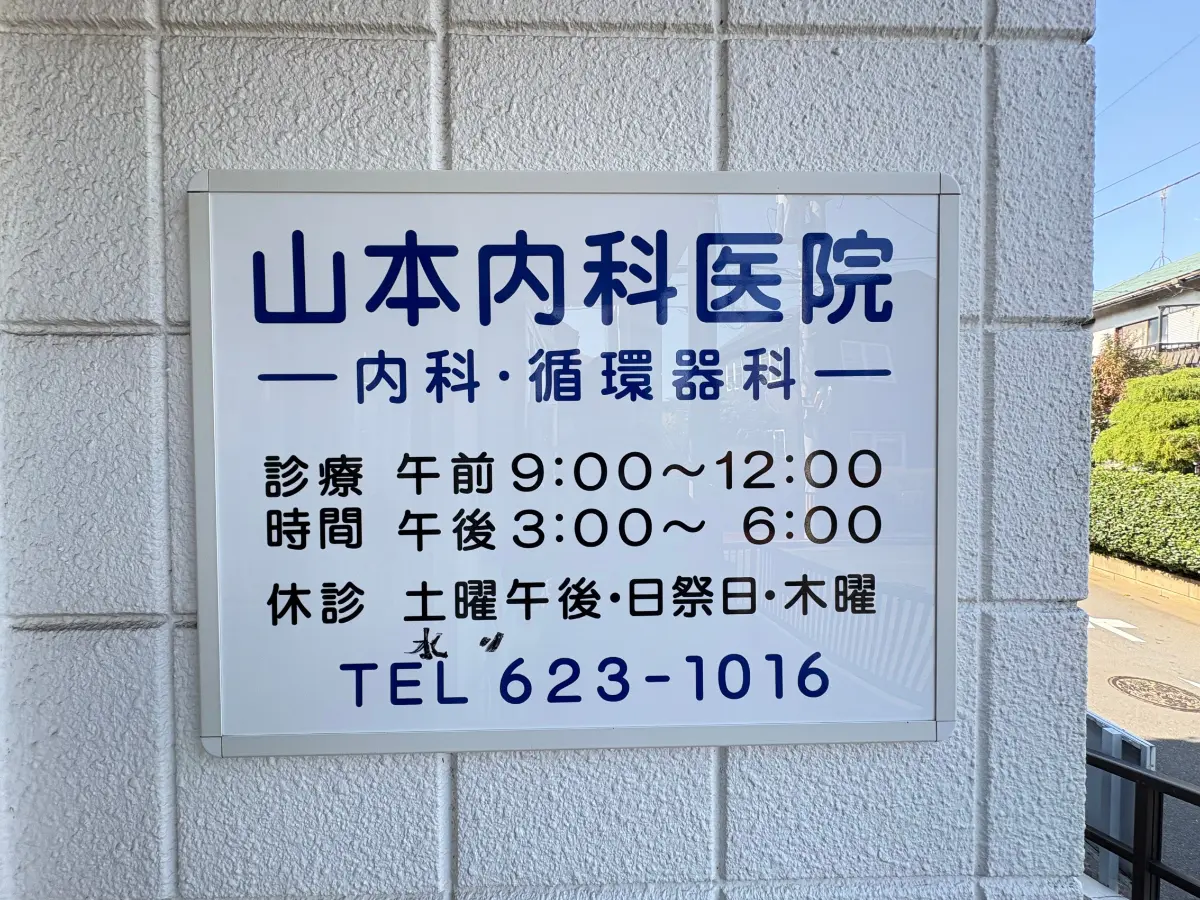 山本内科医院
―内科・循環器科―
診療 午前9:00～12:00
時間 午後3:00～ 6:00
休診 土曜午後・日祭日・木曜
水 〃
TEL 623-1016